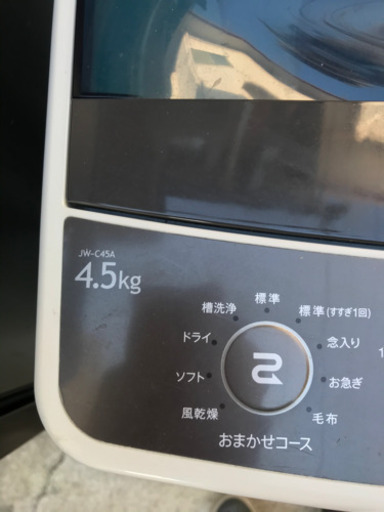 JW-C45A
4.5kg
標準
槽洗浄
標準(すすぎ1回)
ドライ
念入り
ソフト
お急ぎ
風乾燥
毛布
おまかせコース